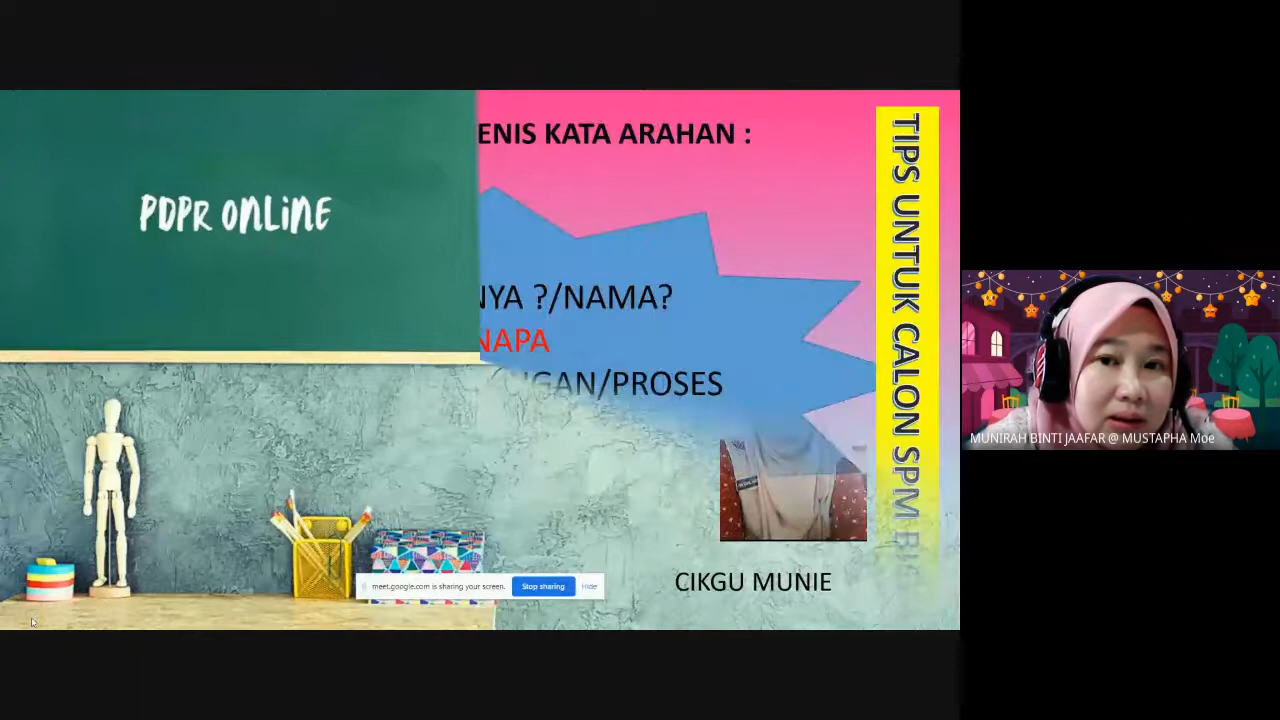 PDPR ONLINE
ENIS KATA ARAHAN :
NYA ?/NAMA?
NAPA
NGAN/PROSES
TIPS UNTUK CALON SPM
CIKGU MUNIE
meet.google.com is sharing your screen.
Stop sharing
Hide
MUNIRAH BINTI JAAFAR @ MUSTAPHA Moe